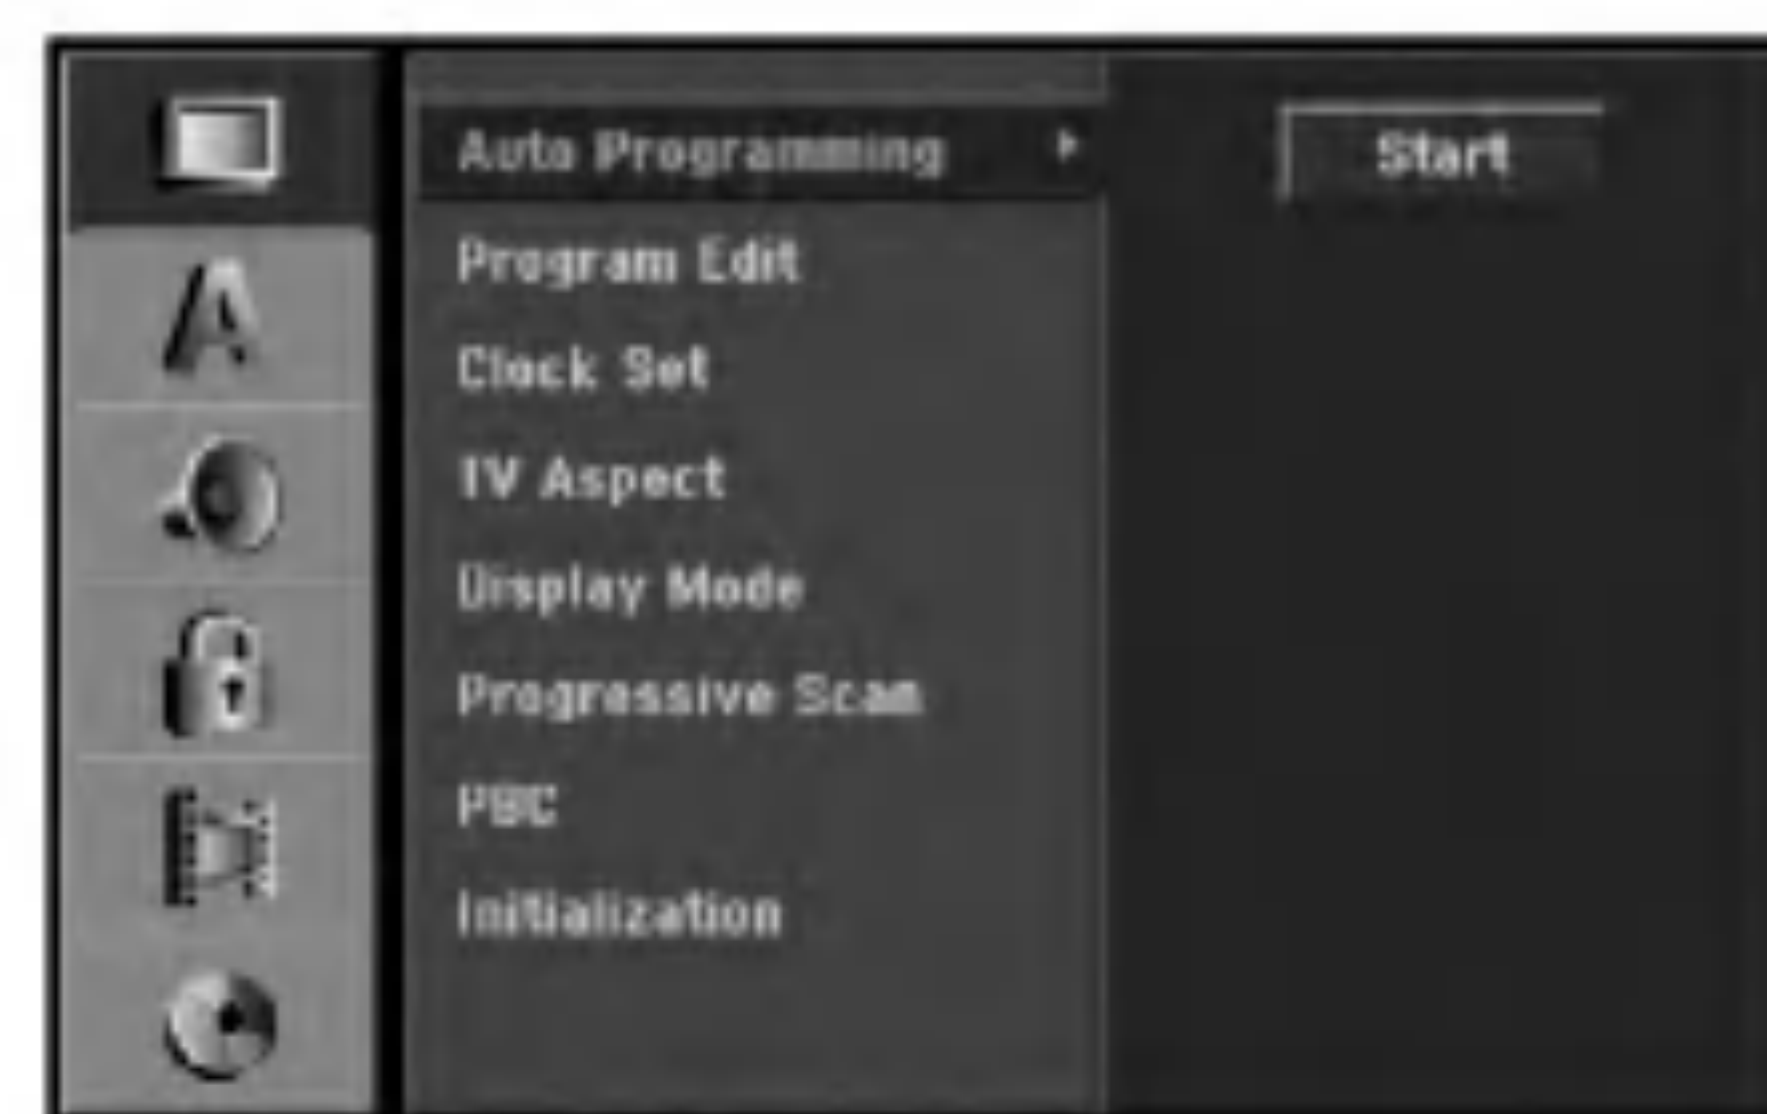 Auto Programming
Start
Program Edit
Clock Set
TV Aspect
Display Mode
Progressive Scan
PBC
Initialization